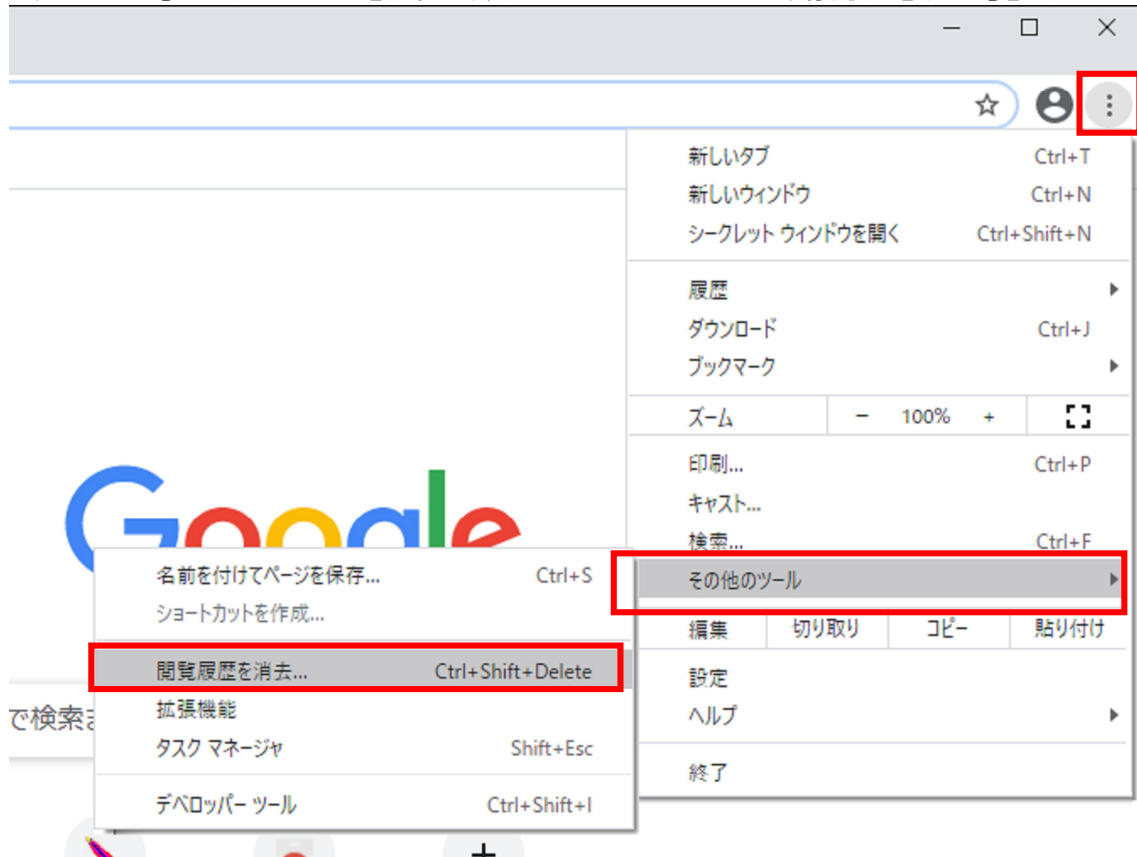 新しいタブ Ctrl+T
新しいウィンドウ Ctrl+N
シークレット ウィンドウを開く Ctrl+Shift+N
履歴
ダウンロード Ctrl+J
ブックマーク
ズーム - 100% +
印刷... Ctrl+P
キャスト...
検索... Ctrl+F
その他のツール
編集 切り取り コピー 貼り付け
設定
ヘルプ
終了
Google
名前を付けてページを保存... Ctrl+S
ショートカットを作成...
閲覧履歴を消去... Ctrl+Shift+Delete
拡張機能
タスク マネージャ Shift+Esc
デベロッパー ツール Ctrl+Shift+I
で検索